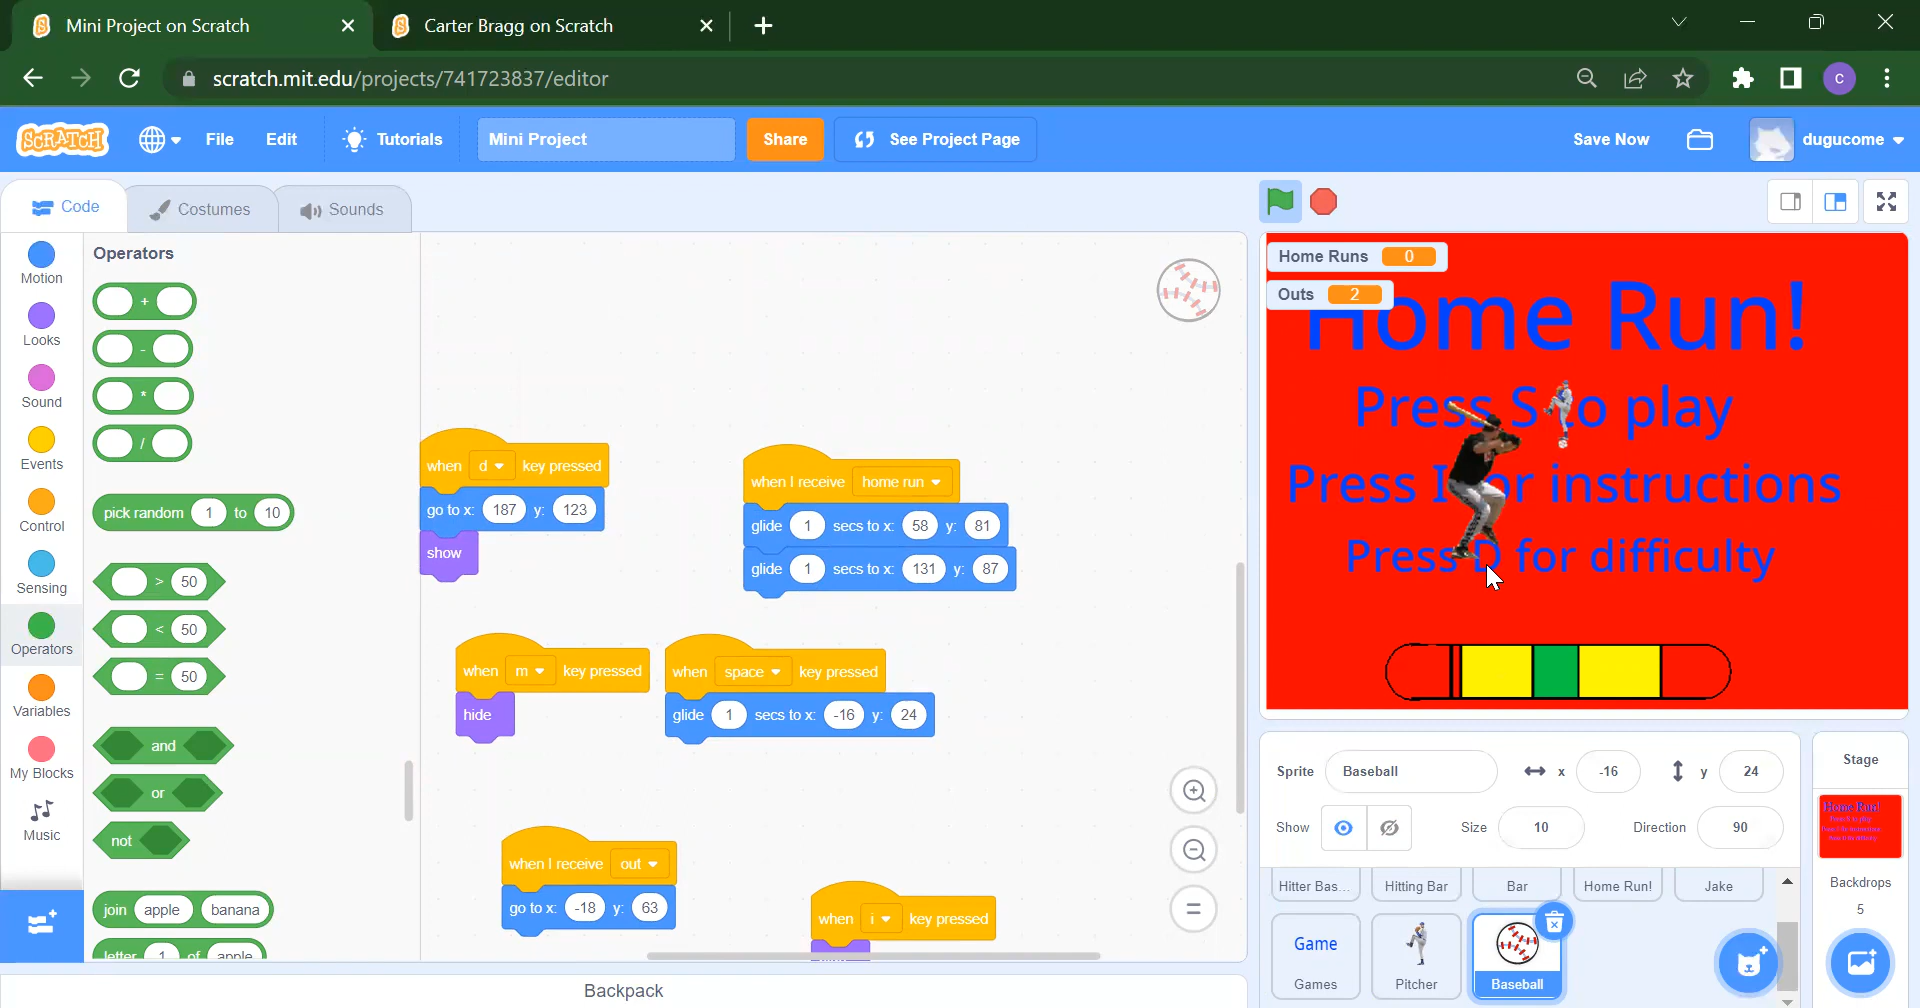 Mini Project on Scratch
Carter Bragg on Scratch
scratch.mit.edu/projects/741723837/editor
c
SCRATCH
File
Edit
Tutorials
Mini Project
Share
See Project Page
Save Now
dugucome
Code
Costumes
Sounds
Motion
Looks
Sound
Events
Control
Sensing
Operators
Variables
My Blocks
Music
Operators
+
-
*
/
pick random 1 to 10
> 50
< 50
= 50
and
or
not
join apple banana
letter 1 of apple
when d key pressed
go to x: 187 y: 123
show
when I receive home run
glide 1 secs to x: 58 y: 81
glide 1 secs to x: 131 y: 87
when m key pressed
hide
when space key pressed
glide 1 secs to x: -16 y: 24
when I receive out
go to x: -18 y: 63
when i key pressed
Backpack
Home Runs 0
Outs 2
Home Run!
Press S to play
Press I for instructions
Press D for difficulty
Sprite Baseball x -16 y 24
Show Size 10 Direction 90
Hitter Bas...
Hitting Bar
Bar
Home Run!
Jake
Game
Games
Pitcher
Baseball
Stage
Home Run!
Backdrops
5